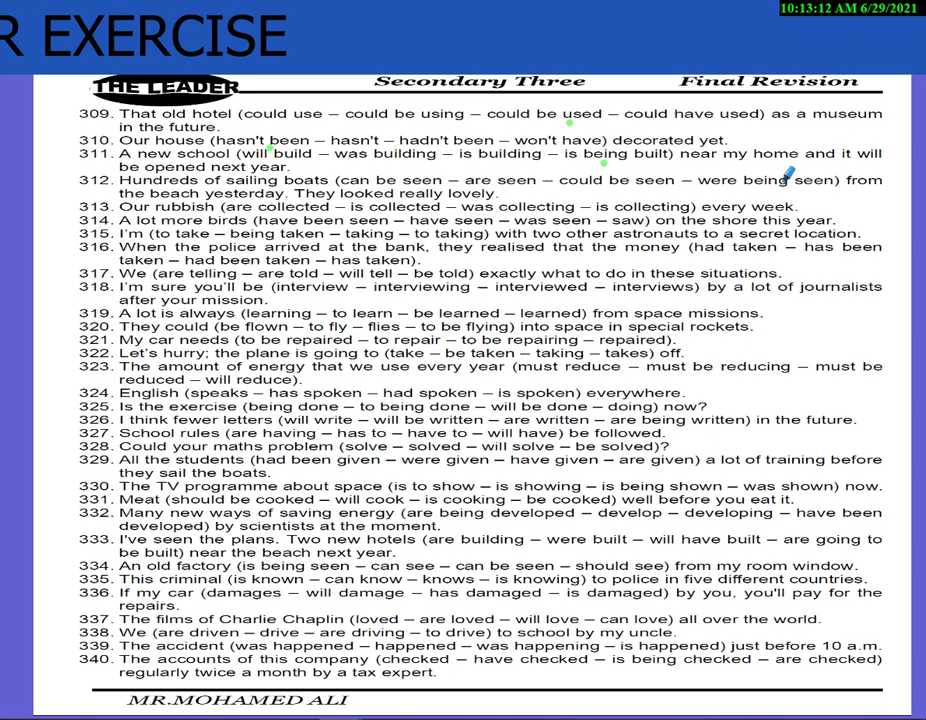 10:13:12 AM 6/29/2021
R EXERCISE
THE LEADER Secondary Three Final Revision
309. That old hotel (could use – could be using – could be used – could have used) as a museum
in the future.
310. Our house (hasn't been – hasn't – hadn't been – won't have) decorated yet.
311. A new school (will build – was building – is building – is being built) near my home and it will
be opened next year.
312. Hundreds of sailing boats (can be seen – are seen – could be seen – were being seen) from
the beach yesterday. They looked really lovely.
313. Our rubbish (are collected – is collected – was collecting – is collecting) every week.
314. A lot more birds (have been seen – have seen – was seen – saw) on the shore this year.
315. I'm (to take – being taken – taking – to taking) with two other astronauts to a secret location.
316. When the police arrived at the bank, they realised that the money (had taken – has been
taken – had been taken – has taken).
317. We (are telling – are told – will tell – be told) exactly what to do in these situations.
318. I'm sure you'll be (interview – interviewing – interviewed – interviews) by a lot of journalists
after your mission.
319. A lot is always (learning – to learn – be learned – learned) from space missions.
320. They could (be flown – to fly – flies – to be flying) into space in special rockets.
321. My car needs (to be repaired – to repair – to be repairing – repaired).
322. Let's hurry; the plane is going to (take – be taken – taking – takes) off.
323. The amount of energy that we use every year (must reduce – must be reducing – must be
reduced – will reduce).
324. English (speaks – has spoken – had spoken – is spoken) everywhere.
325. Is the exercise (being done – to being done – will be done – doing) now?
326. I think fewer letters (will write – will be written – are written – are being written) in the future.
327. School rules (are having – has to – have to – will have) be followed.
328. Could your maths problem (solve – solved – will solve – be solved)?
329. All the students (had been given – were given – have given – are given) a lot of training before
they sail the boats.
330. The TV programme about space (is to show – is showing – is being shown – was shown) now.
331. Meat (should be cooked – will cook – is cooking – be cooked) well before you eat it.
332. Many new ways of saving energy (are being developed – develop – developing – have been
developed) by scientists at the moment.
333. I've seen the plans. Two new hotels (are building – were built – will have built – are going to
be built) near the beach next year.
334. An old factory (is being seen – can see – can be seen – should see) from my room window.
335. This criminal (is known – can know – knows – is knowing) to police in five different countries.
336. If my car (damages – will damage – has damaged – is damaged) by you, you'll pay for the
repairs.
337. The films of Charlie Chaplin (loved – are loved – will love – can love) all over the world.
338. We (are driven – drive – are driving – to drive) to school by my uncle.
339. The accident (was happened – happened – was happening – is happened) just before 10 a.m.
340. The accounts of this company (checked – have checked – is being checked – are checked)
regularly twice a month by a tax expert.
MR.MOHAMED ALI